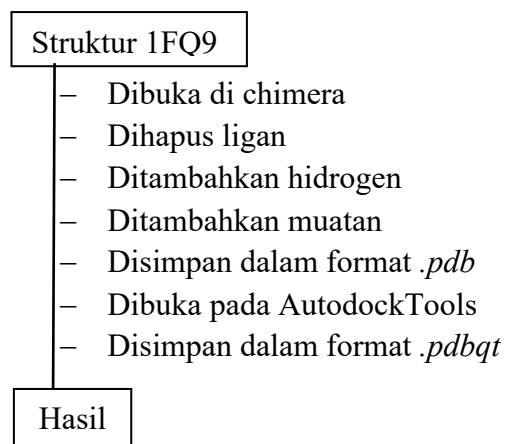 Struktur 1FQ9
– Dibuka di chimera
– Dihapus ligan
– Ditambahkan hidrogen
– Ditambahkan muatan
– Disimpan dalam format .pdb
– Dibuka pada AutodockTools
– Disimpan dalam format .pdbqt
Hasil